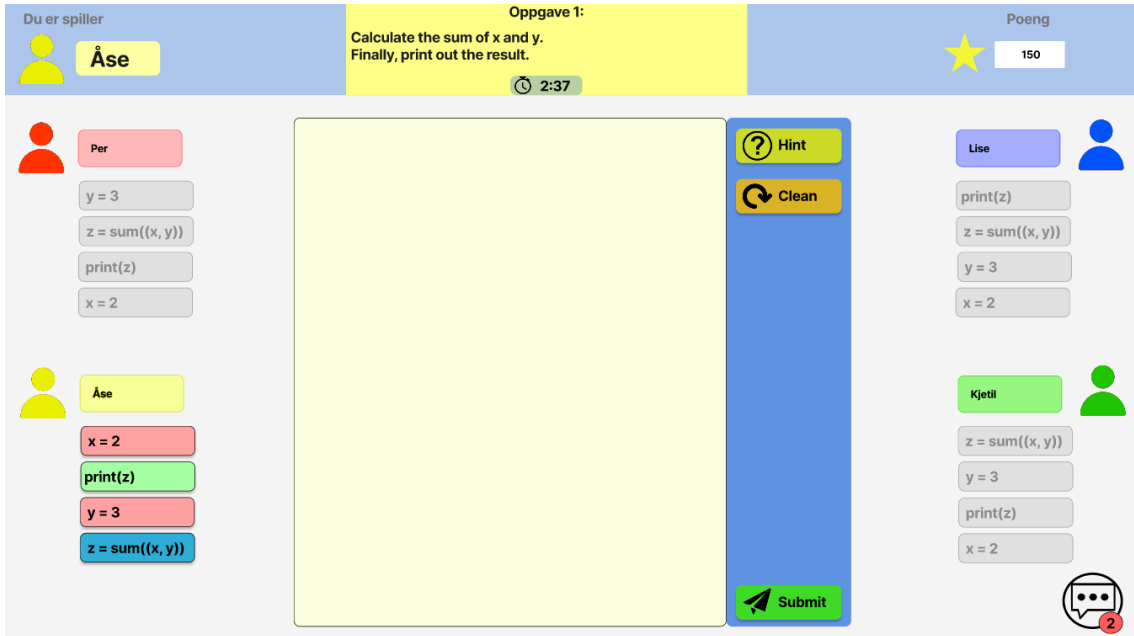 Du er spiller
Åse
Oppgave 1:
Calculate the sum of x and y.
Finally, print out the result.
2:37
Poeng
150
Per
y = 3
z = sum((x, y))
print(z)
x = 2
Åse
x = 2
print(z)
y = 3
z = sum((x, y))
? Hint
Clean
Submit
Lise
print(z)
z = sum((x, y))
y = 3
x = 2
Kjetil
z = sum((x, y))
y = 3
print(z)
x = 2
2